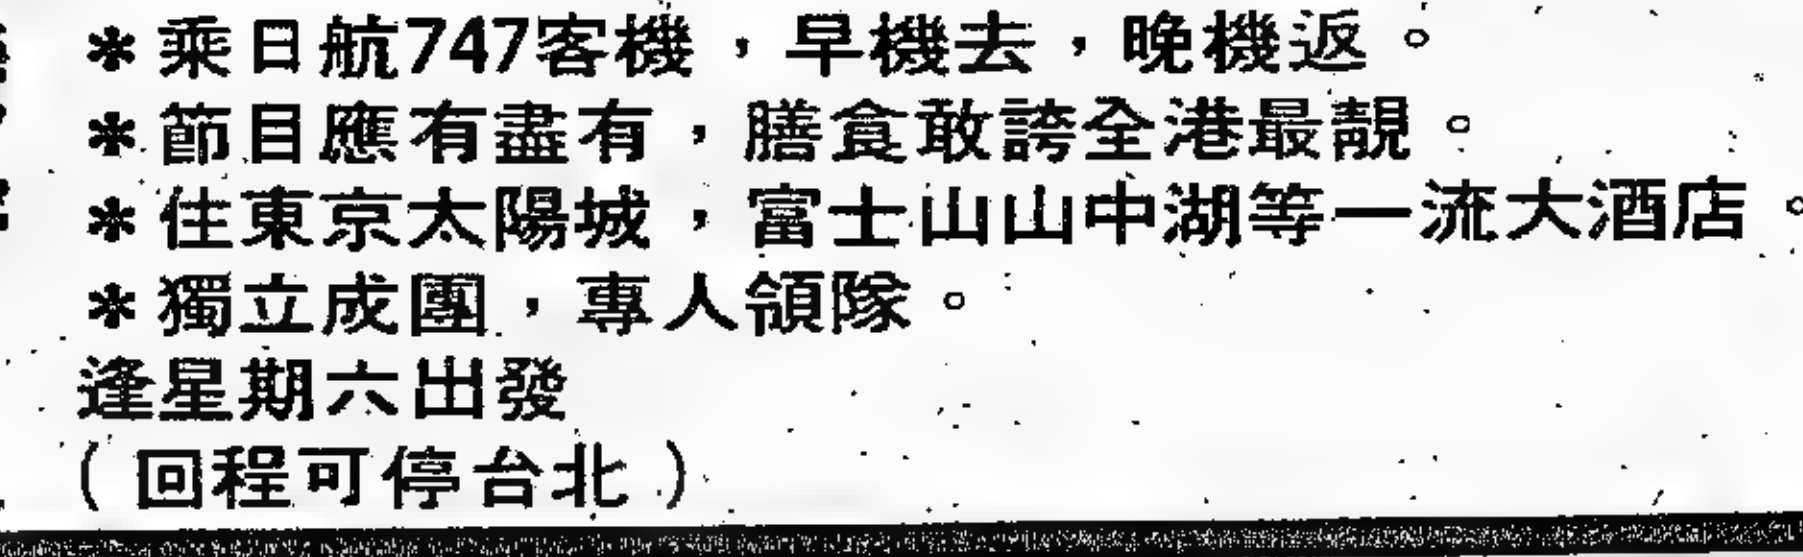 *乘日航747客機，早機去，晚機返。
*節目應有盡有，膳食敢誇全港最靚。
*住東京太陽城，富士山山中湖等一流大酒店。
*獨立成團，專人領隊。
逢星期六出發
(回程可停台北)